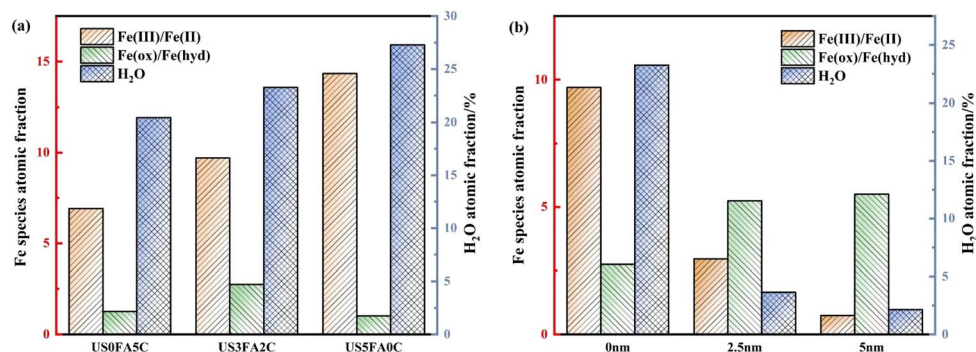 (a)
Fe(III)/Fe(II)
Fe(ox)/Fe(hyd)
H₂O
Fe species atomic fraction
0
5
10
15
H₂O atomic fraction/%
0
5
10
15
20
25
30
US0FA5C
US3FA2C
US5FA0C
(b)
Fe(III)/Fe(II)
Fe(ox)/Fe(hyd)
H₂O
Fe species atomic fraction
0
5
10
H₂O atomic fraction/%
0
5
10
15
20
25
0nm
2.5nm
5nm